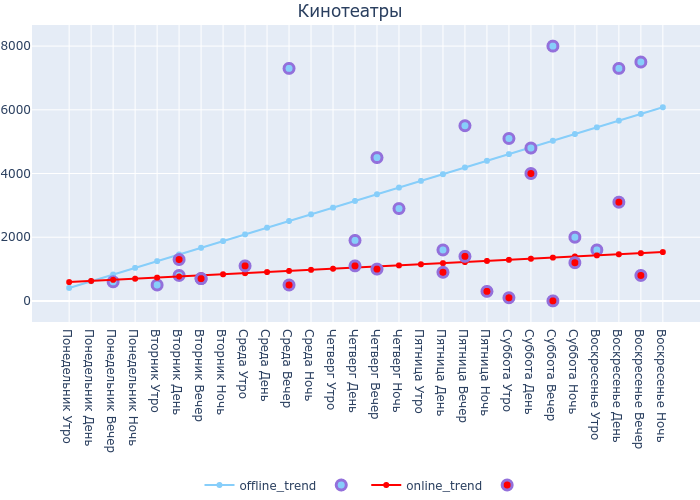 Кинотеатры
8000
6000
4000
2000
0
Понедельник Утро
Понедельник День
Понедельник Вечер
Понедельник Ночь
Вторник Утро
Вторник День
Вторник Вечер
Вторник Ночь
Среда Утро
Среда День
Среда Вечер
Среда Ночь
Четверг Утро
Четверг День
Четверг Вечер
Четверг Ночь
Пятница Утро
Пятница День
Пятница Вечер
Пятница Ночь
Суббота Утро
Суббота День
Суббота Вечер
Суббота Ночь
Воскресенье Утро
Воскресенье День
Воскресенье Вечер
Воскресенье Ночь
offline_trend online_trend